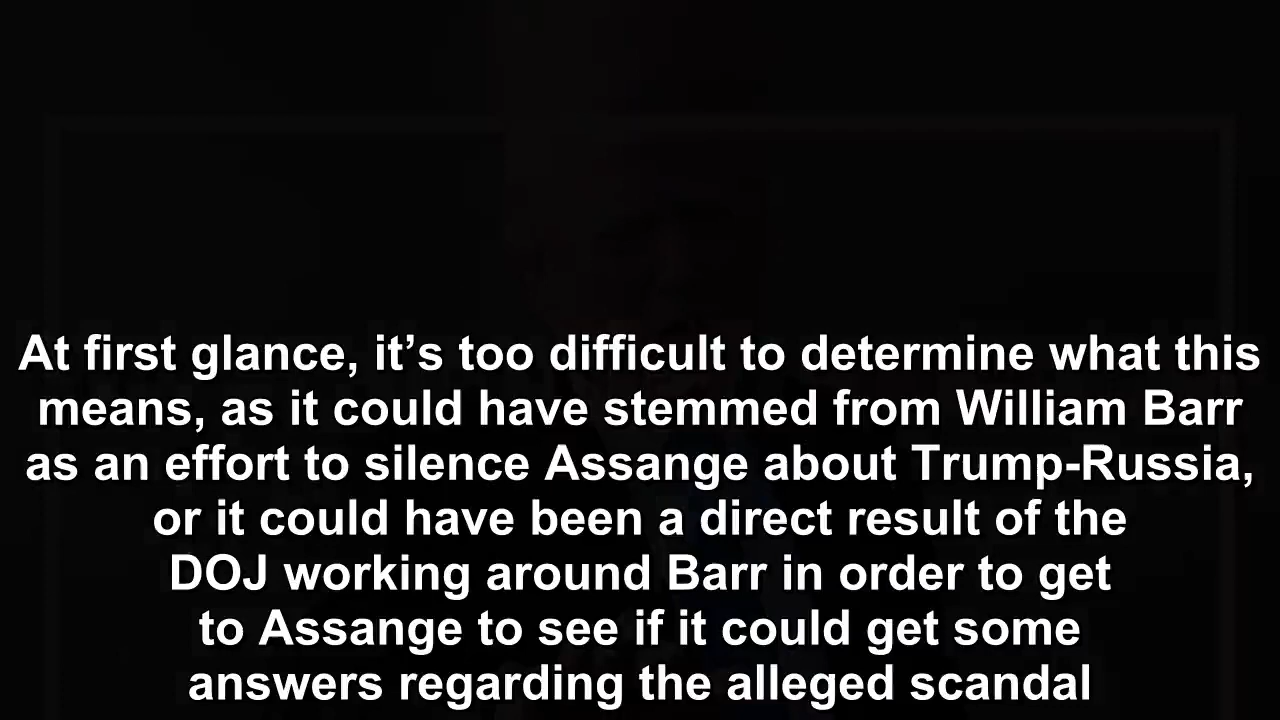 At first glance, it’s too difficult to determine what this
means, as it could have stemmed from William Barr
as an effort to silence Assange about Trump-Russia,
or it could have been a direct result of the
DOJ working around Barr in order to get
to Assange to see if it could get some
answers regarding the alleged scandal